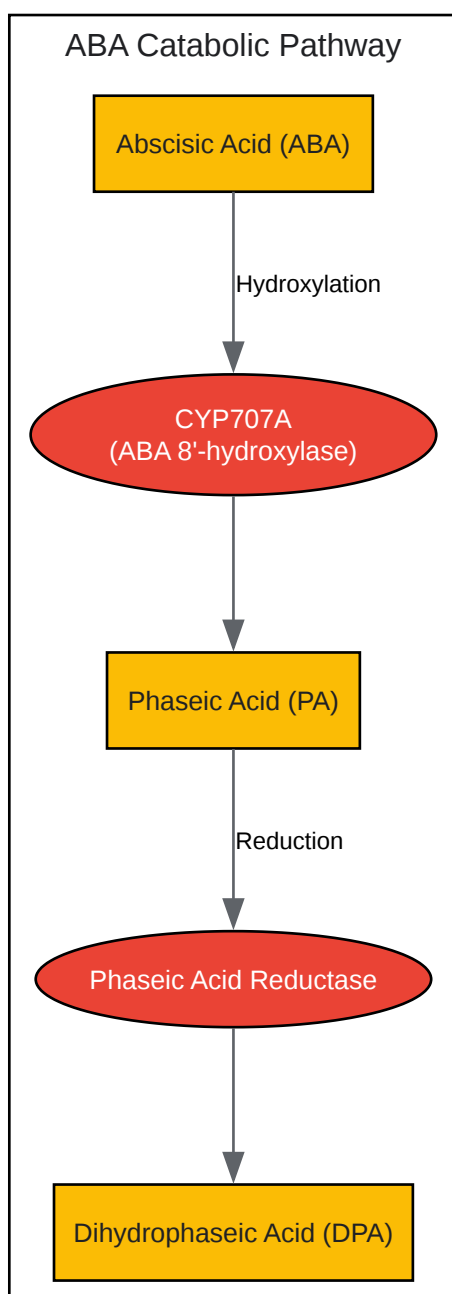 ABA Catabolic Pathway
Abscisic Acid (ABA)
Hydroxylation
CYP707A
(ABA 8'-hydroxylase)
Phaseic Acid (PA)
Reduction
Phaseic Acid Reductase
Dihydrophaseic Acid (DPA)